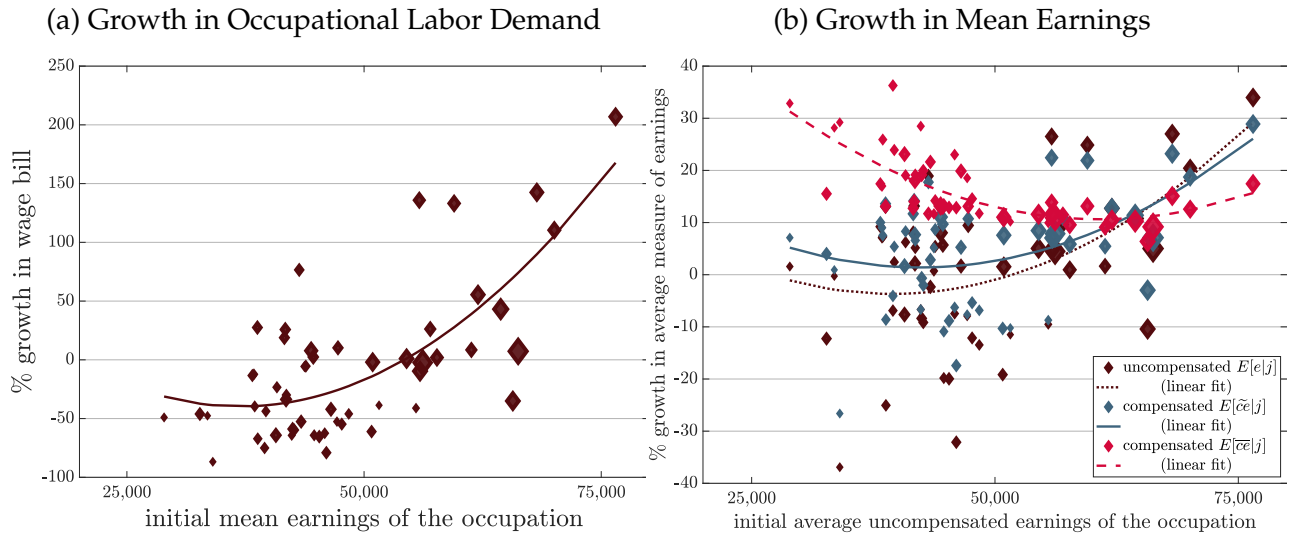 (a) Growth in Occupational Labor Demand
% growth in wage bill
250
200
150
100
50
0
-50
-100
25,000
50,000
75,000
initial mean earnings of the occupation
(b) Growth in Mean Earnings
% growth in average measure of earnings
40
30
20
10
0
-10
-20
-30
-40
uncompensated E[e|j]
(linear fit)
compensated E[c̃e|j]
(linear fit)
compensated E[c̅e̅|j]
(linear fit)
25,000
50,000
75,000
initial average uncompensated earnings of the occupation